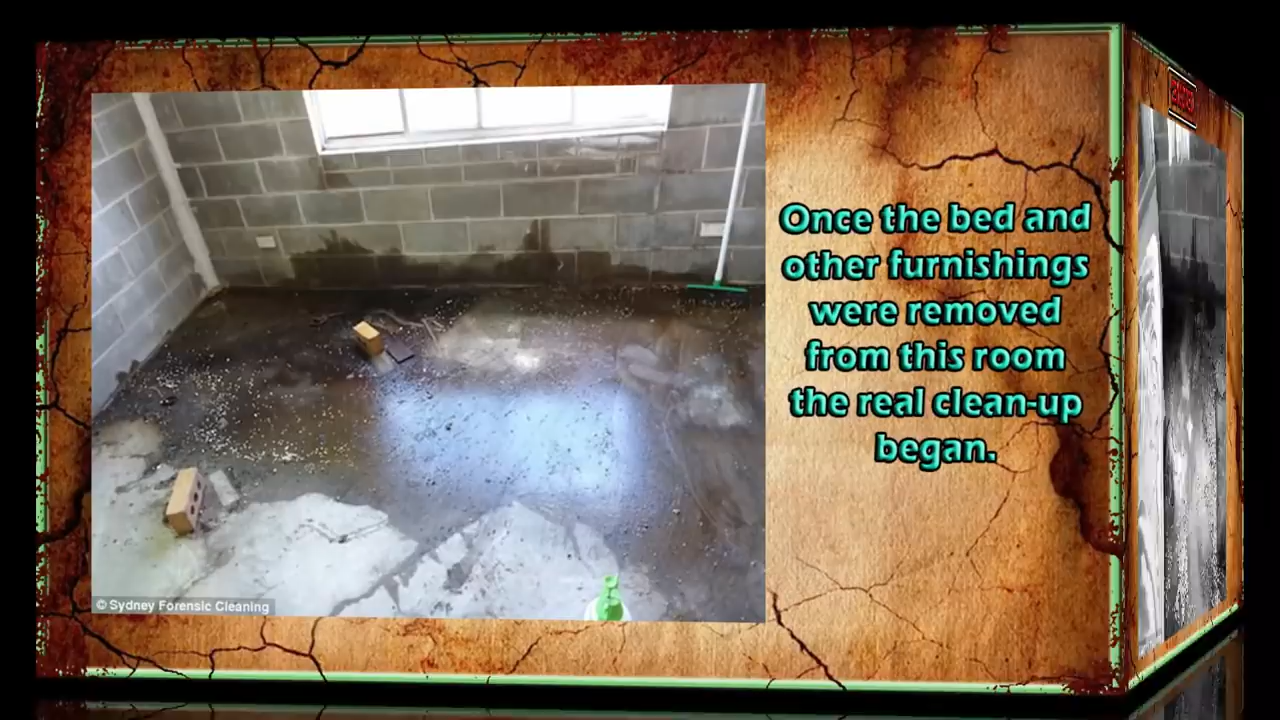 Once the bed and
other furnishings
were removed
from this room
the real clean-up
began.
© Sydney Forensic Cleaning